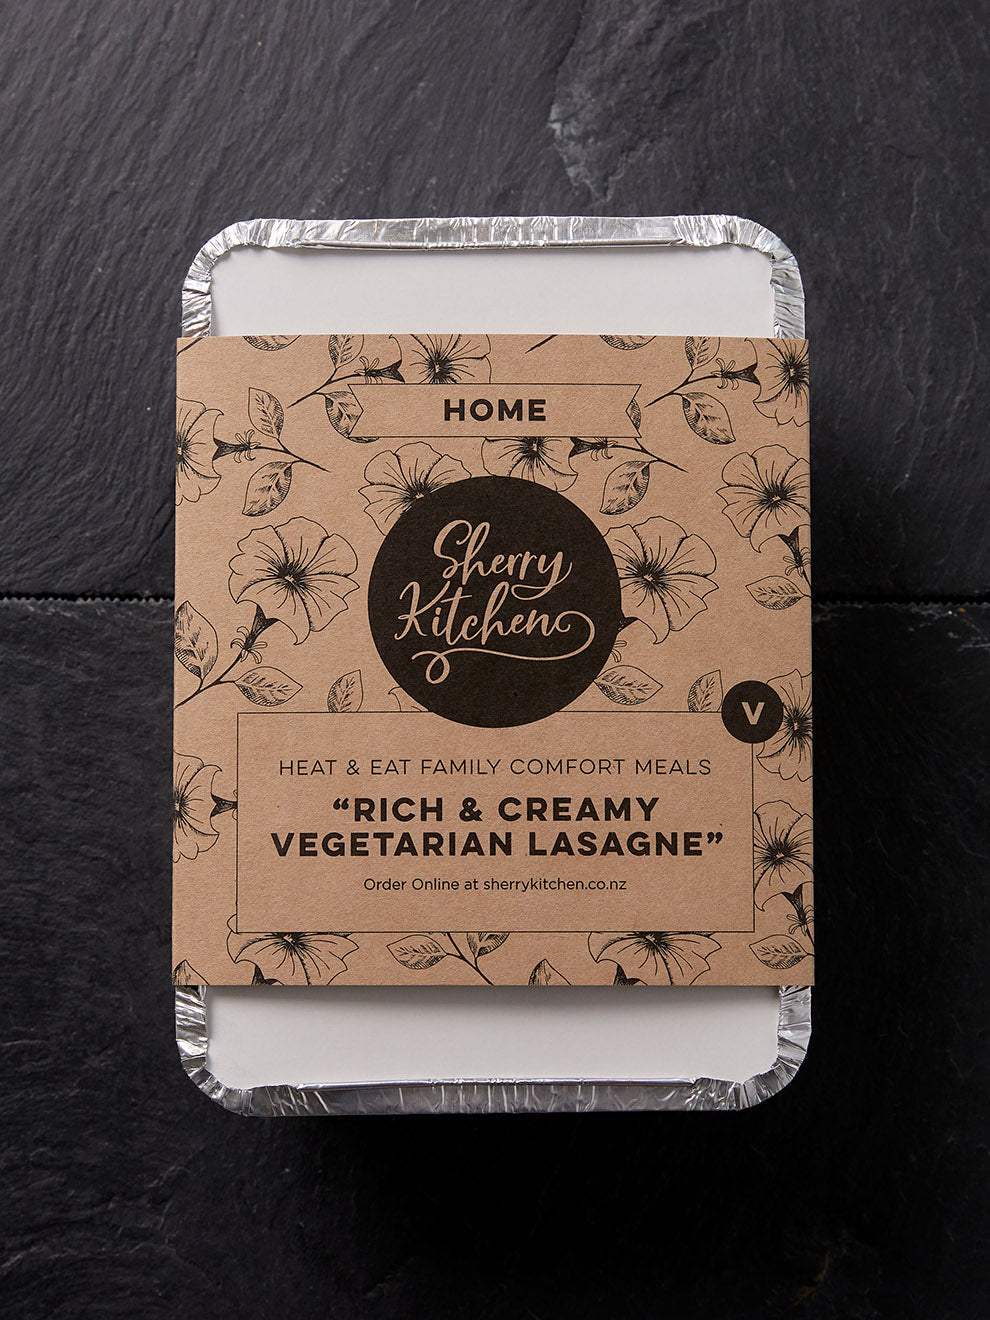 HOME
Sherry
Kitchen
V
HEAT & EAT FAMILY COMFORT MEALS
“RICH & CREAMY
VEGETARIAN LASAGNE”
Order Online at sherrykitchen.co.nz